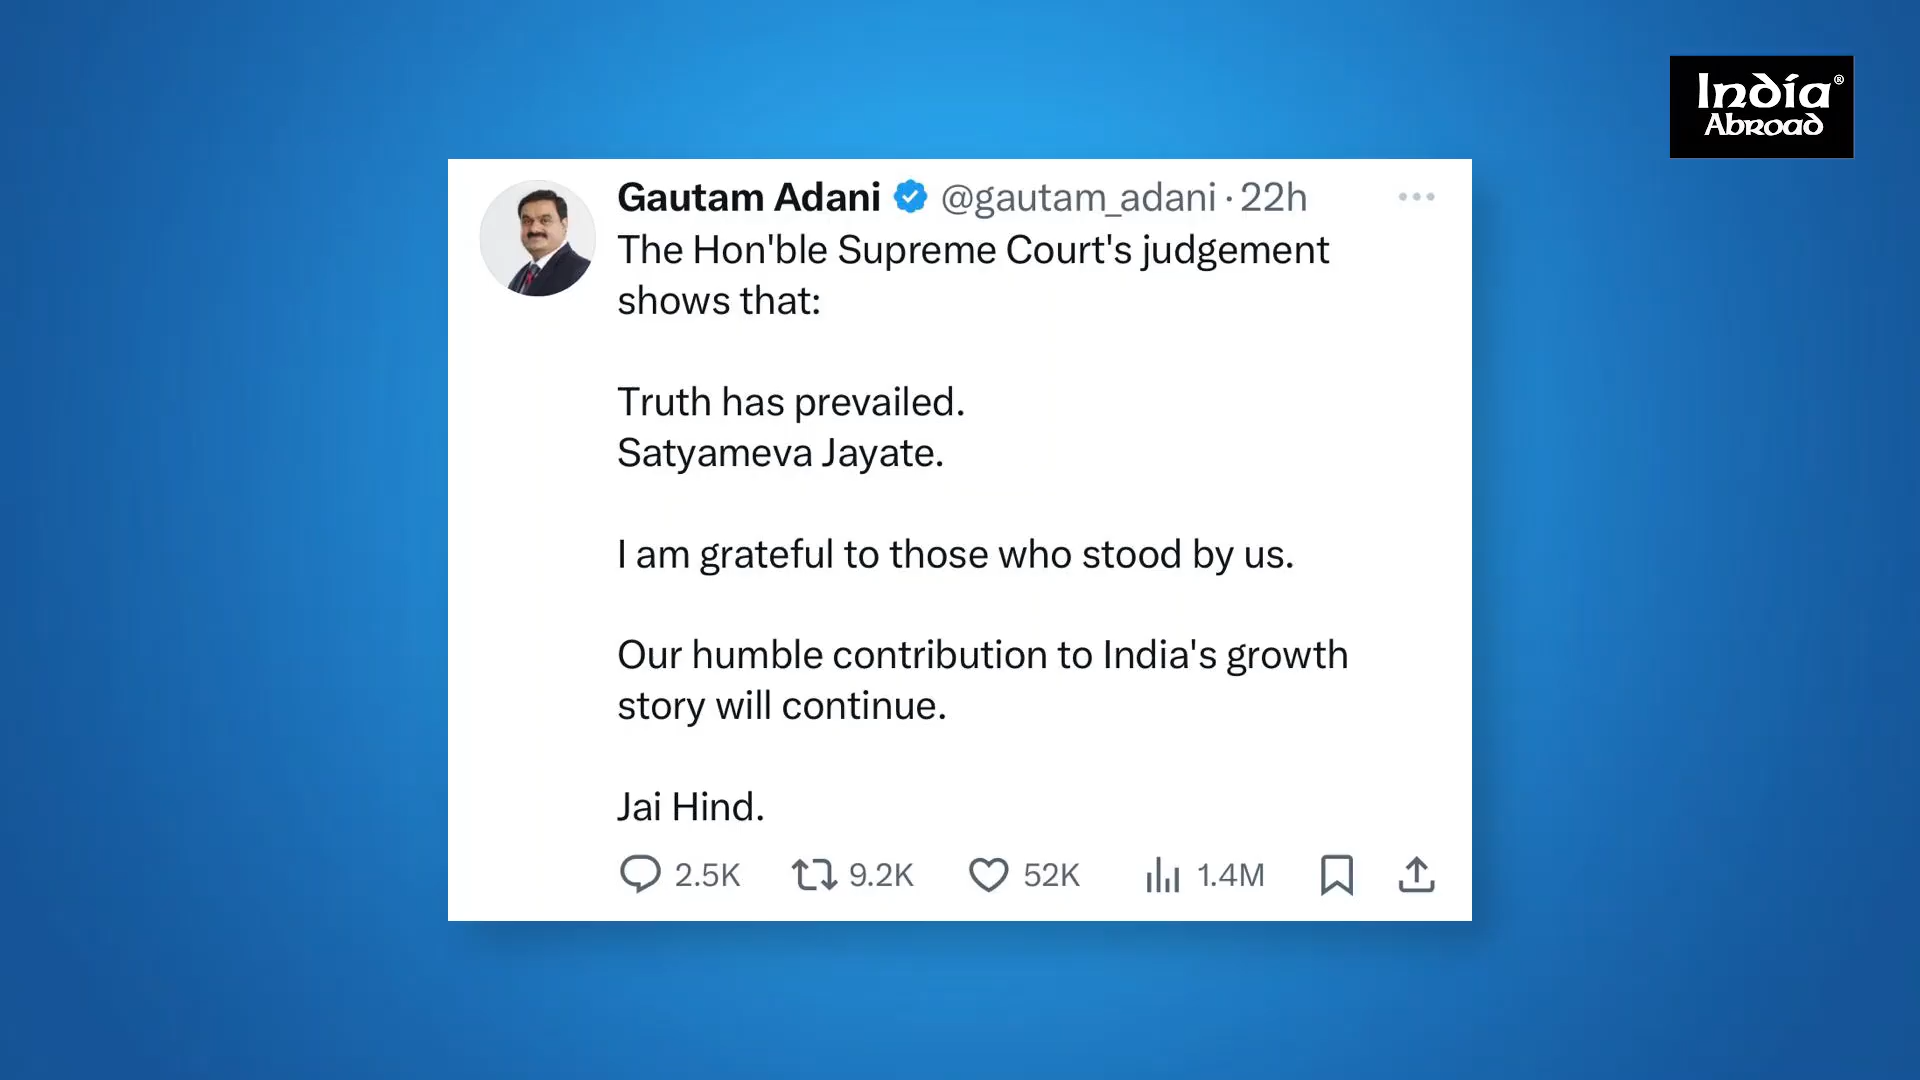 India®
Abroad
Gautam Adani @gautam_adani · 22h
The Hon'ble Supreme Court's judgement
shows that:
Truth has prevailed.
Satyameva Jayate.
I am grateful to those who stood by us.
Our humble contribution to India's growth
story will continue.
Jai Hind.
2.5K 9.2K 52K 1.4M